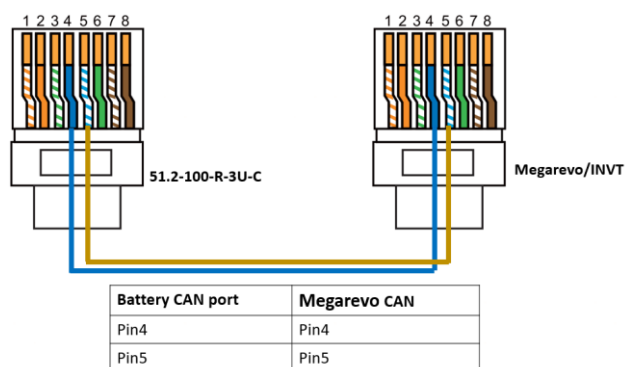 1 2 3 4 5 6 7 8
1 2 3 4 5 6 7 8
51.2-100-R-3U-C
Megarevo/INVT
Battery CAN port Megarevo CAN
Pin4 Pin4
Pin5 Pin5